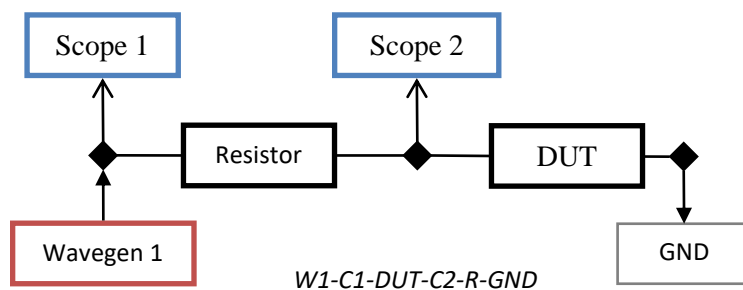 Scope 1
Scope 2
Resistor
DUT
Wavegen 1
GND
W1-C1-DUT-C2-R-GND